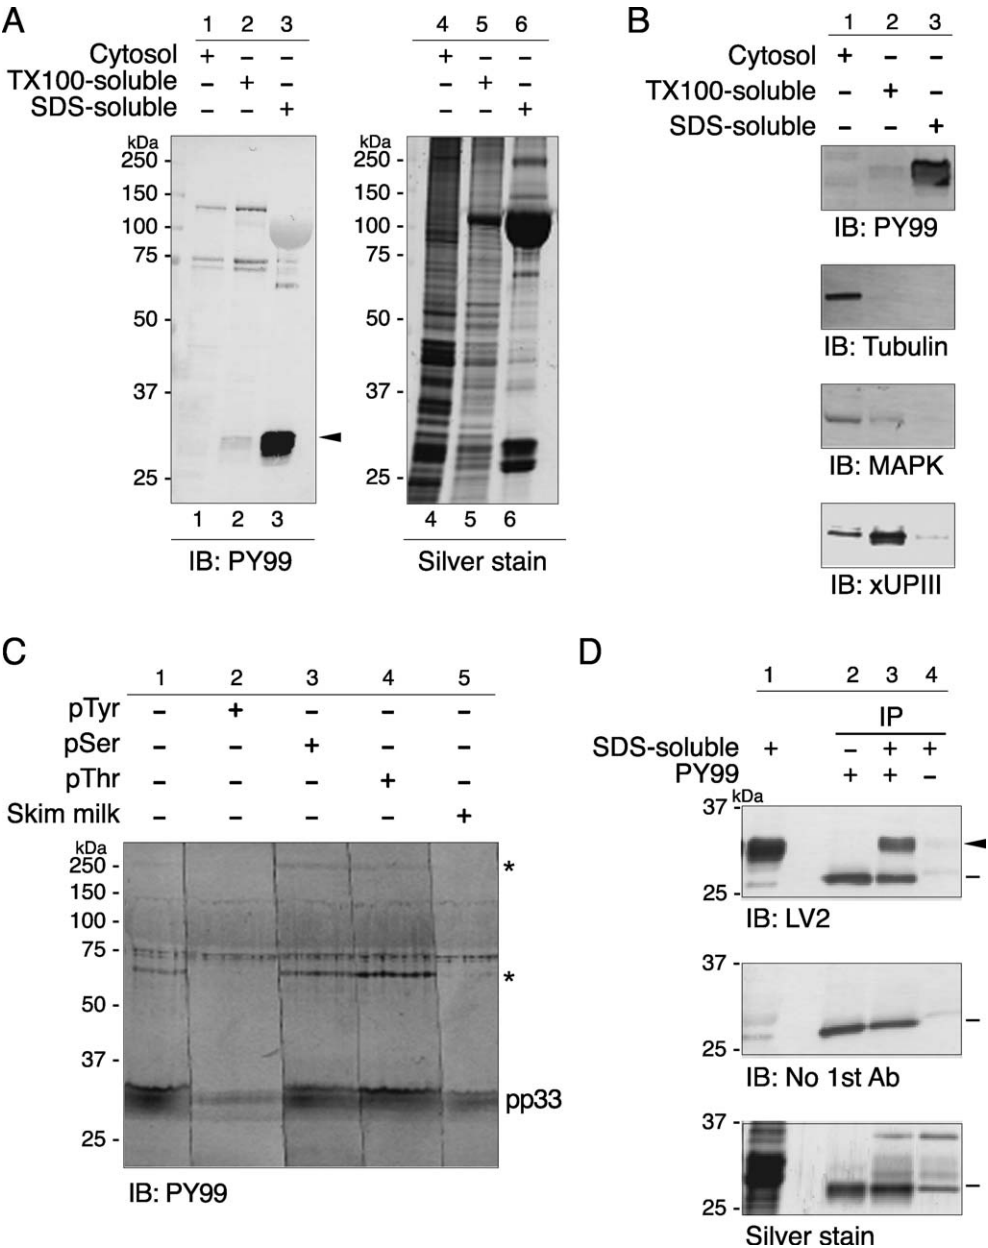 A
1 2 3
4 5 6
Cytosol + – – + – –
TX100-soluble – + – – + –
SDS-soluble – – + – – +
kDa
250 -
150 -
100 -
75 -
50 -
37 -
25 -
1 2 3
IB: PY99
kDa
250 -
150 -
100 -
75 -
50 -
37 -
25 -
4 5 6
Silver stain
B
1 2 3
Cytosol + – –
TX100-soluble – + –
SDS-soluble – – +
IB: PY99
IB: Tubulin
IB: MAPK
IB: xUPIII
C
1 2 3 4 5
pTyr – + – – –
pSer – – + – –
pThr – – – + –
Skim milk – – – – +
kDa
250 -
150 -
100 -
75 -
50 -
37 -
25 -
*
*
pp33
IB: PY99
D
1 2 3 4
IP
SDS-soluble + – + +
PY99 + + –
kDa
37 -
25 -
IB: LV2
37 -
25 -
IB: No 1st Ab
37 -
25 -
Silver stain